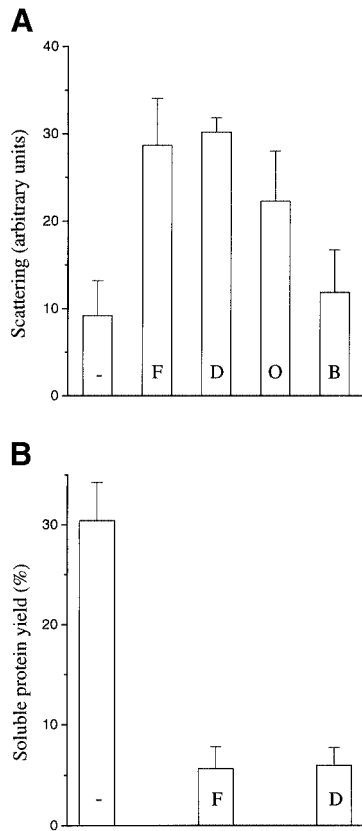 A
Scattering (arbitrary units)
40
30
20
10
0
-
F
D
O
B
B
Soluble protein yield (%)
30
20
10
0
-
F
D